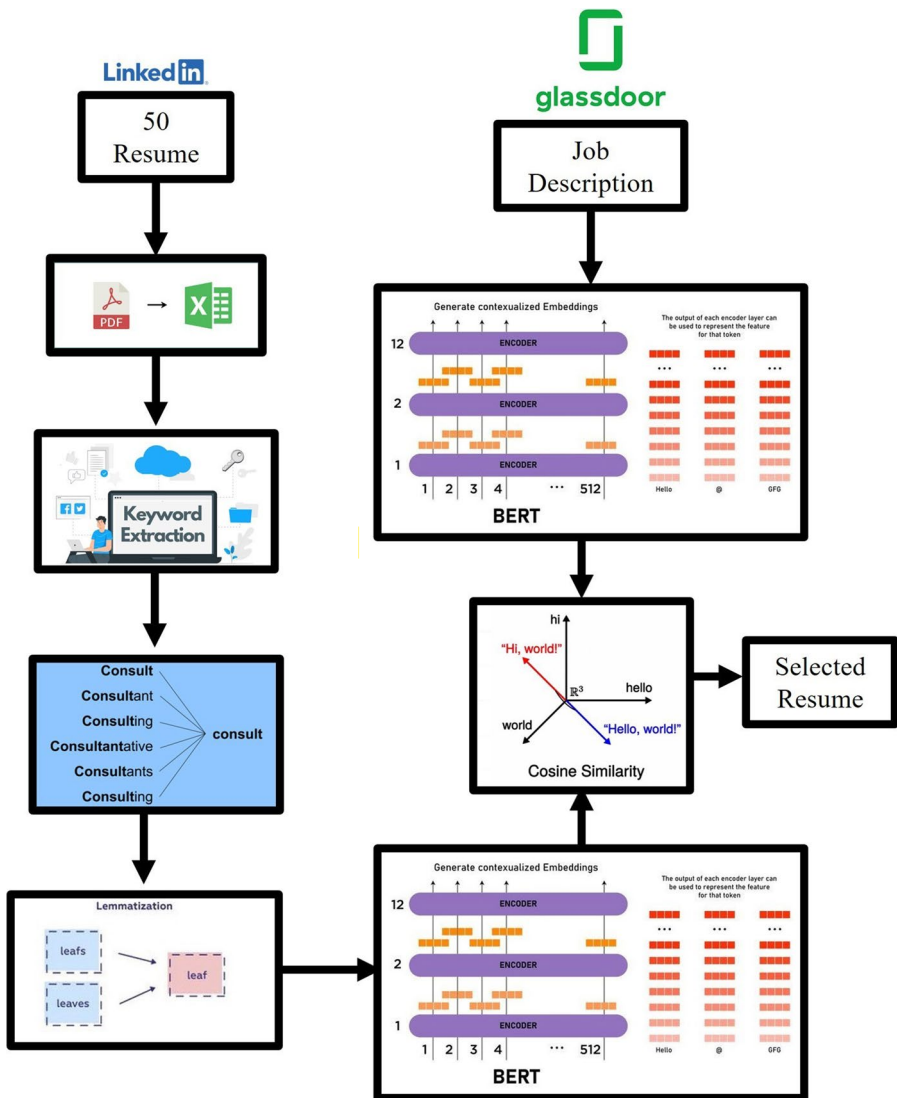 LinkedIn
50
Resume
PDF
X
Keyword
Extraction
Consult
Consultant
Consulting
Consultantative
Consultants
Consulting
consult
Lemmatization
leafs
leaves
leaf
glassdoor
Job
Description
Generate contexualized Embeddings
12 ENCODER
2 ENCODER
1 ENCODER
1 2 3 4 ... 512
BERT
The output of each encoder layer can
be used to represent the feature
for that token
... ... ...
Hello @ GFG
hi
"Hi, world!"
ℝ³
hello
world
"Hello, world!"
Cosine Similarity
Selected
Resume
Generate contexualized Embeddings
12 ENCODER
2 ENCODER
1 ENCODER
1 2 3 4 ... 512
BERT
The output of each encoder layer can
be used to represent the feature
for that token
... ... ...
Hello @ GFG